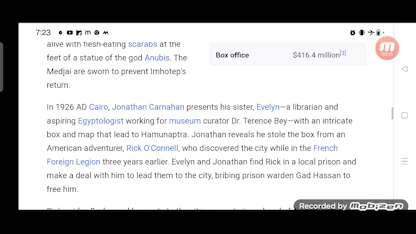 7:23
alive with flesh-eating scarabs at the
feet of a statue of the god Anubis. The
Medjai are sworn to prevent Imhotep's
return.
Box office $416.4 million[3]
In 1926 AD Cairo, Jonathan Carnahan presents his sister, Evelyn—a librarian and
aspiring Egyptologist working for museum curator Dr. Terence Bey—with an intricate
box and map that lead to Hamunaptra. Jonathan reveals he stole the box from an
American adventurer, Rick O'Connell, who discovered the city while in the French
Foreign Legion three years earlier. Evelyn and Jonathan find Rick in a local prison and
make a deal with him to lead them to the city, bribing prison warden Gad Hassan to
free him.
Recorded by mobizen